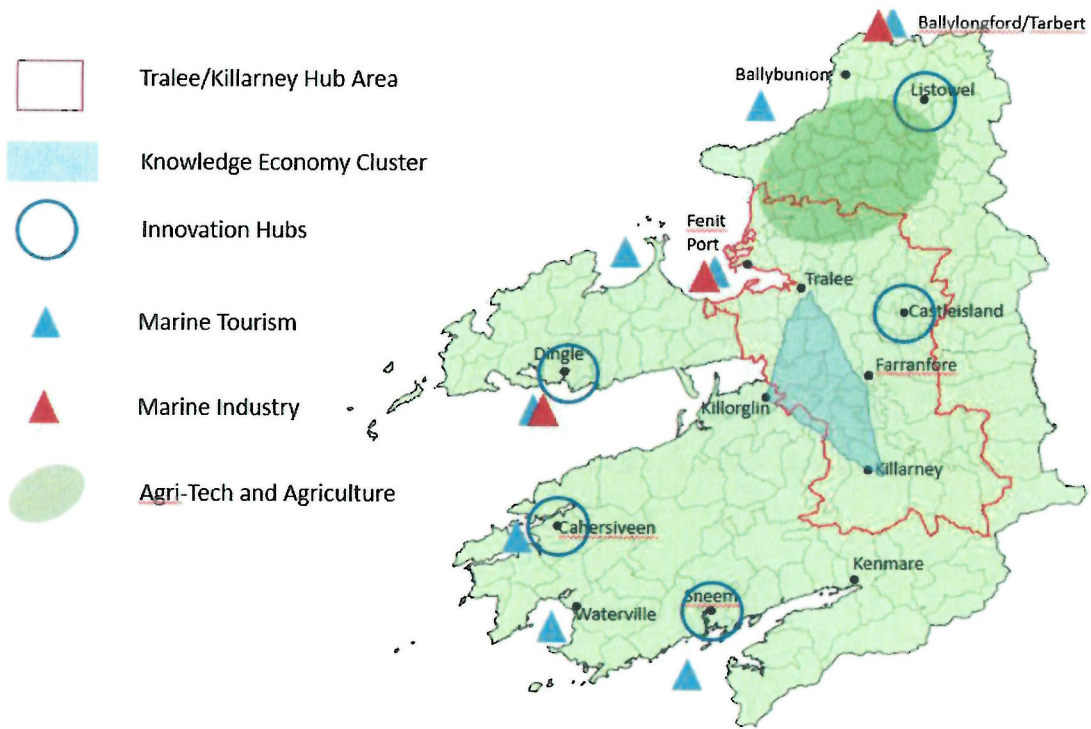 Tralee/Killarney Hub Area
Knowledge Economy Cluster
Innovation Hubs
Marine Tourism
Marine Industry
Agri-Tech and Agriculture
Ballylongford/Tarbert
Ballybunion
Listowel
Fenit
Port
Tralee
Castleisland
Dingle
Farranfore
Killorglin
Killarney
Cahersiveen
Kenmare
Sneem
Waterville